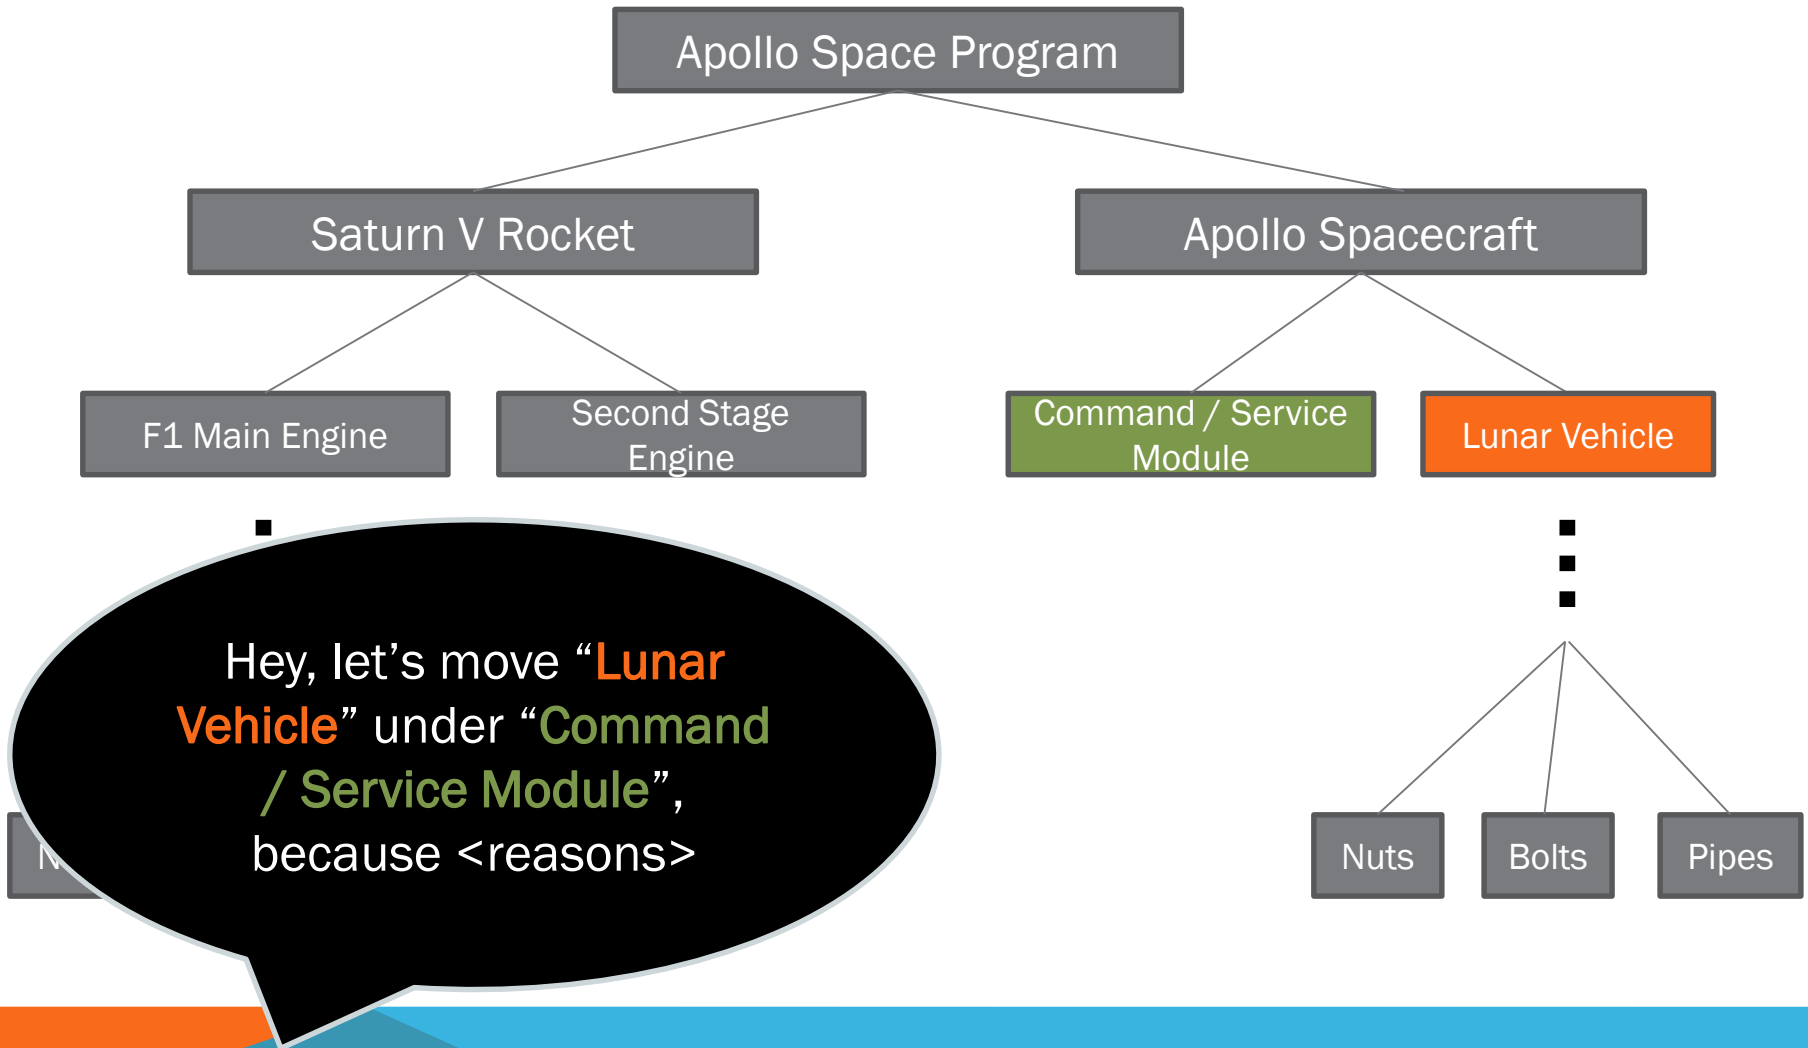 Apollo Space Program
Saturn V Rocket
Apollo Spacecraft
F1 Main Engine
Second Stage
Engine
Command / Service
Module
Lunar Vehicle
Hey, let’s move “Lunar
Vehicle” under “Command
/ Service Module”,
because <reasons>
Nuts
Bolts
Pipes